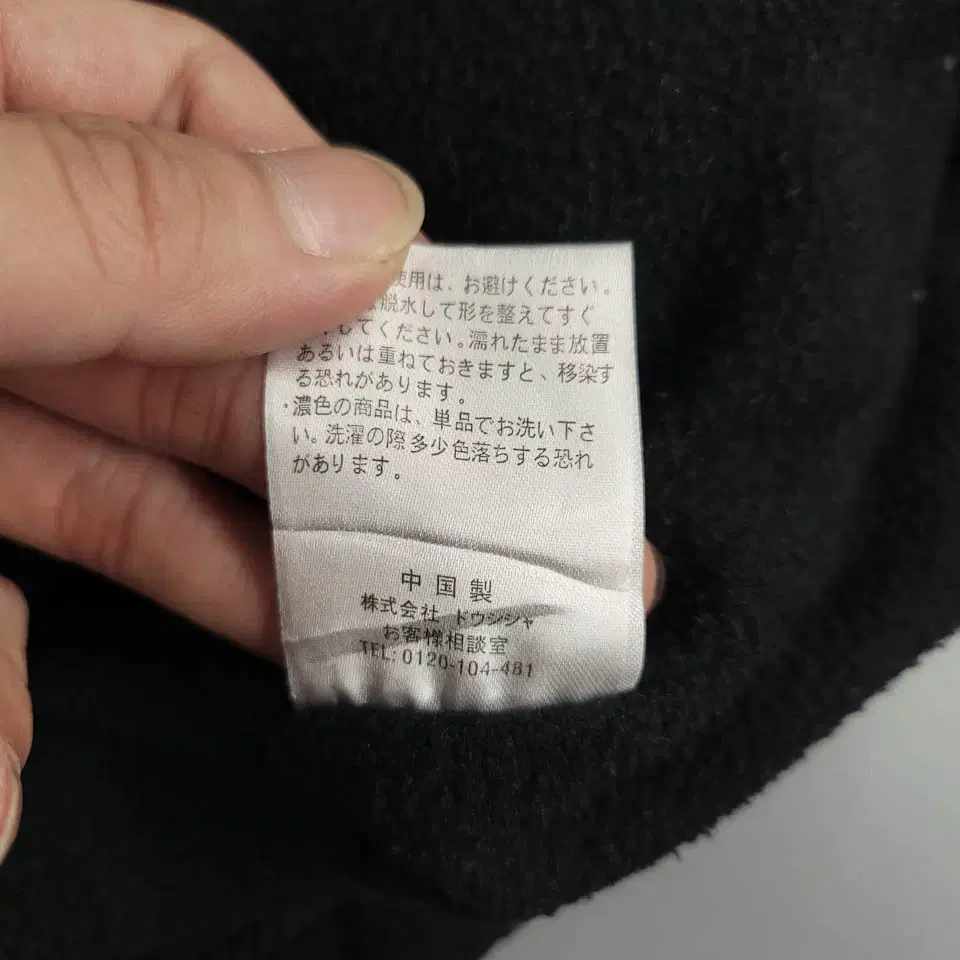 使用は、お避けください。
脱水して形を整えてすぐ
してください。濡れたまま放置
あるいは重ねておきますと、移染す
る恐れがあります。
・濃色の商品は、単品でお洗い下さ
い。洗濯の際多少色落ちする恐れ
があります。
中国製
株式会社 ドウシシャ
お客様相談室
TEL: 0120-104-481